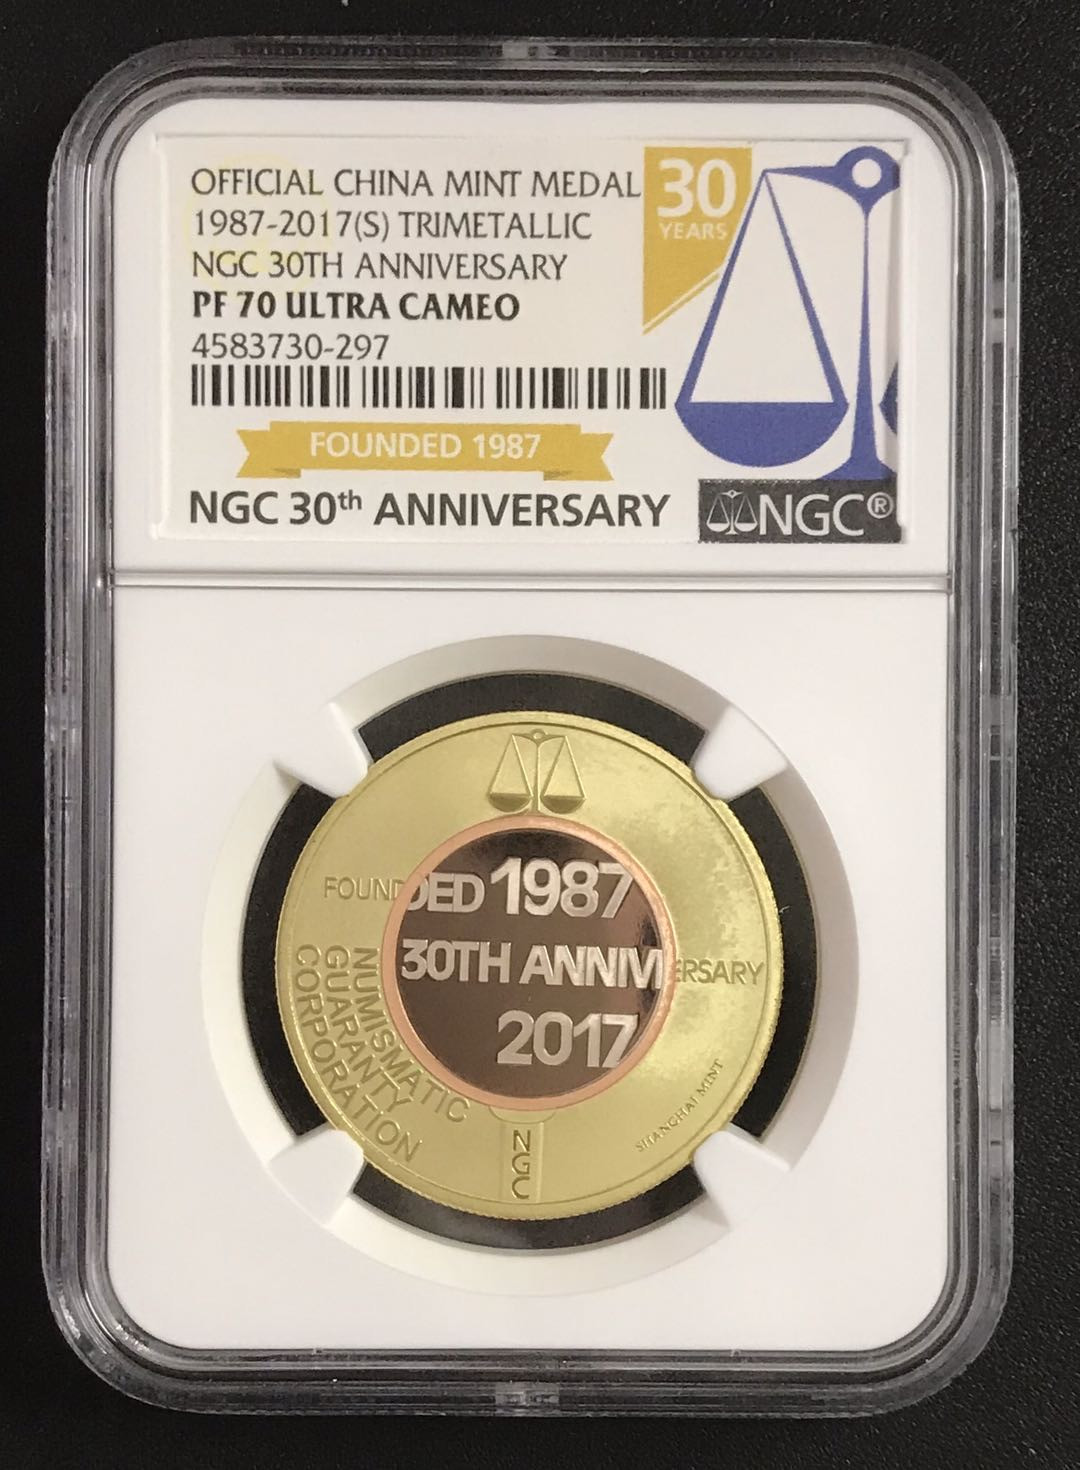 OFFICIAL CHINA MINT MEDAL
1987-2017(S) TRIMETALLIC
NGC 30TH ANNIVERSARY
PF 70 ULTRA CAMEO
4583730-297
30
YEARS
FOUNDED 1987
NGC 30th ANNIVERSARY
NGC®
FOUNDED 1987
30TH ANNIVERSARY
2017
NUMISMATIC
GUARANTY
CORPORATION
NGC
SHANGHAI MINT